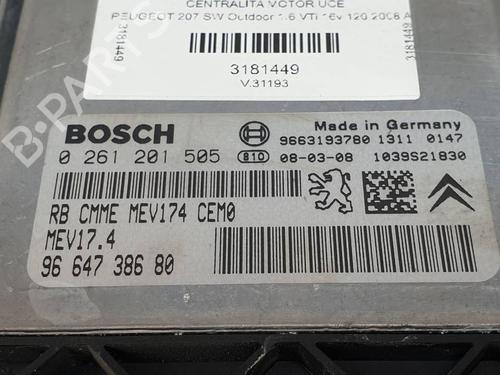 CENTRALITA MOTOR UCE
PEUGEOT 207 SW Outdoor 1.6 VTi 16v 120 2008 A
3181449
3181449
3181449
V.31193
B-PARTS
BOSCH
Made in Germany
9663193780 1311 0147
0 261 201 505 810 08-03-08 1039S21830
RB CMME MEV174 CEM0
MEV17.4
96 647 386 80